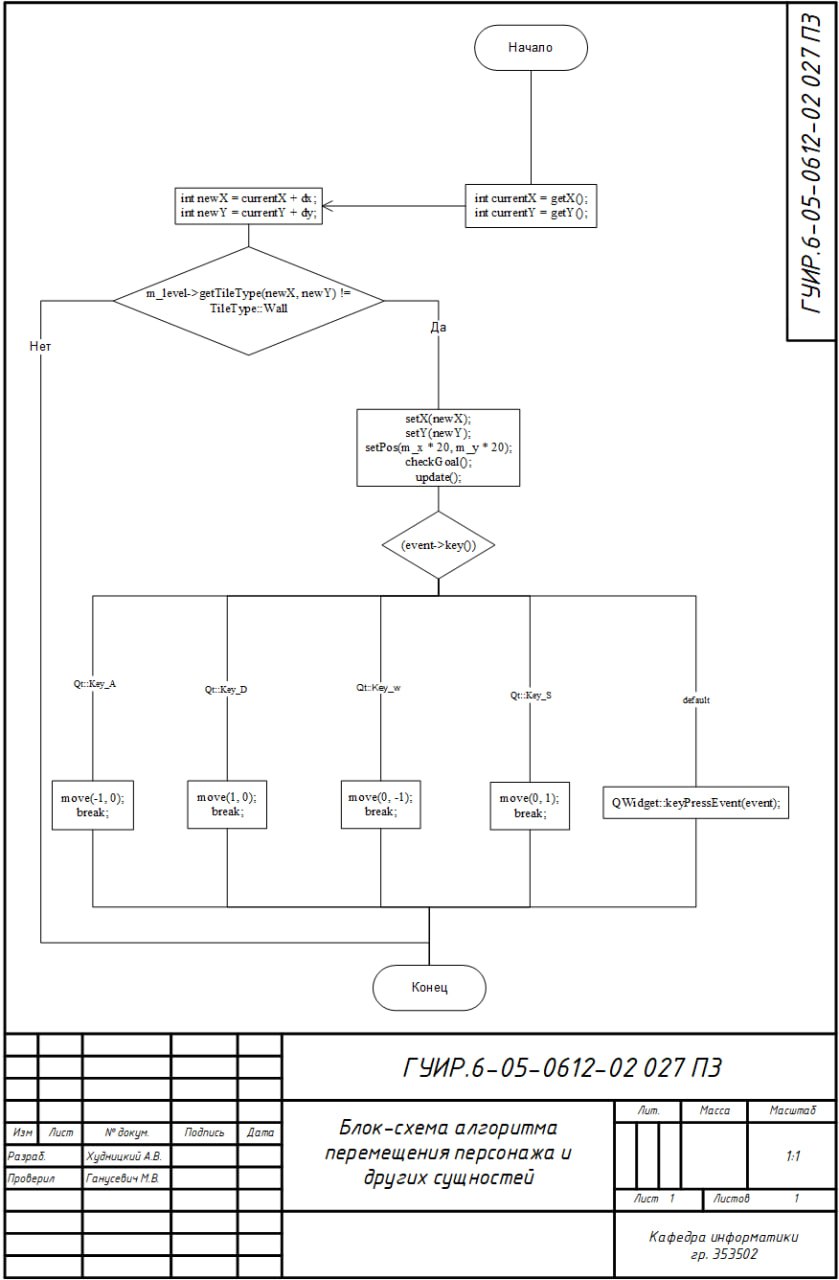 Начало
ГУИР.6-05-0612-02 027 ПЗ
int currentX = getX();
int currentY = getY();
int newX = currentX + dx;
int newY = currentY + dy;
m_level->getTileType(newX, newY) !=
TileType::Wall
Нет
Да
setX(newX);
setY(newY);
setPos(m_x * 20, m_y * 20);
checkGoal();
update();
(event->key())
Qt::Key_A
Qt::Key_D
Qt::Key_w
Qt::Key_S
default
move(-1, 0);
break;
move(1, 0);
break;
move(0, -1);
break;
move(0, 1);
break;
QWidget::keyPressEvent(event);
Конец
ГУИР.6-05-0612-02 027 ПЗ
Изм Лист № докум. Подпись Дата
Разраб. Худницкий А.В.
Проверил Ганусевич М.В.
Блок-схема алгоритма
перемещения персонажа и
других сущностей
Лит. Масса Масштаб
1:1
Лист 1 Листов 1
Кафедра информатики
гр. 353502